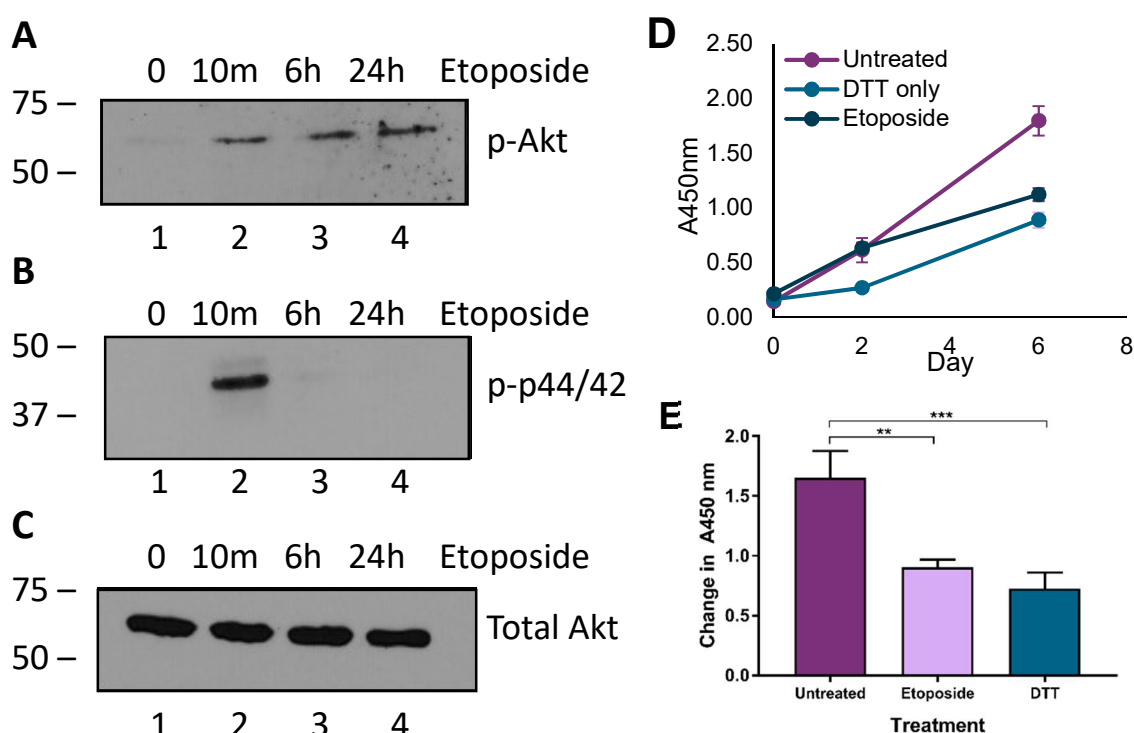 A
0 10m 6h 24h Etoposide
75 –
p-Akt
50 –
1 2 3 4
B
0 10m 6h 24h Etoposide
50 –
p-p44/42
37 –
1 2 3 4
C
0 10m 6h 24h Etoposide
75 –
Total Akt
50 –
1 2 3 4
D
2.50
2.00
1.50
1.00
0.50
0.00
A450nm
Untreated
DTT only
Etoposide
0 2 4 6 8
Day
E
***
**
2.0
1.5
1.0
0.5
0.0
Change in A450 nm
Untreated Etoposide DTT
Treatment